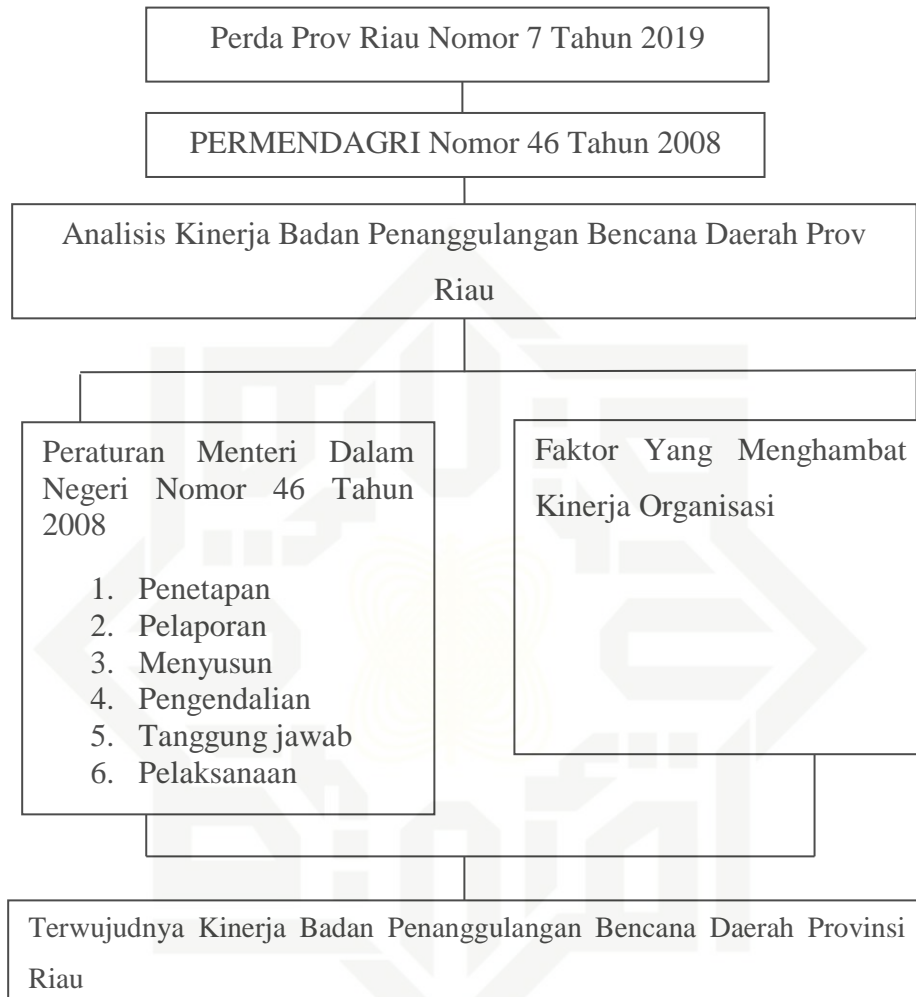 Perda Prov Riau Nomor 7 Tahun 2019
PERMENDAGRI Nomor 46 Tahun 2008
Analisis Kinerja Badan Penanggulangan Bencana Daerah Prov
Riau
Peraturan Menteri Dalam
Negeri Nomor 46 Tahun
2008
1. Penetapan
2. Pelaporan
3. Menyusun
4. Pengendalian
5. Tanggung jawab
6. Pelaksanaan
Faktor Yang Menghambat
Kinerja Organisasi
Terwujudnya Kinerja Badan Penanggulangan Bencana Daerah Provinsi
Riau